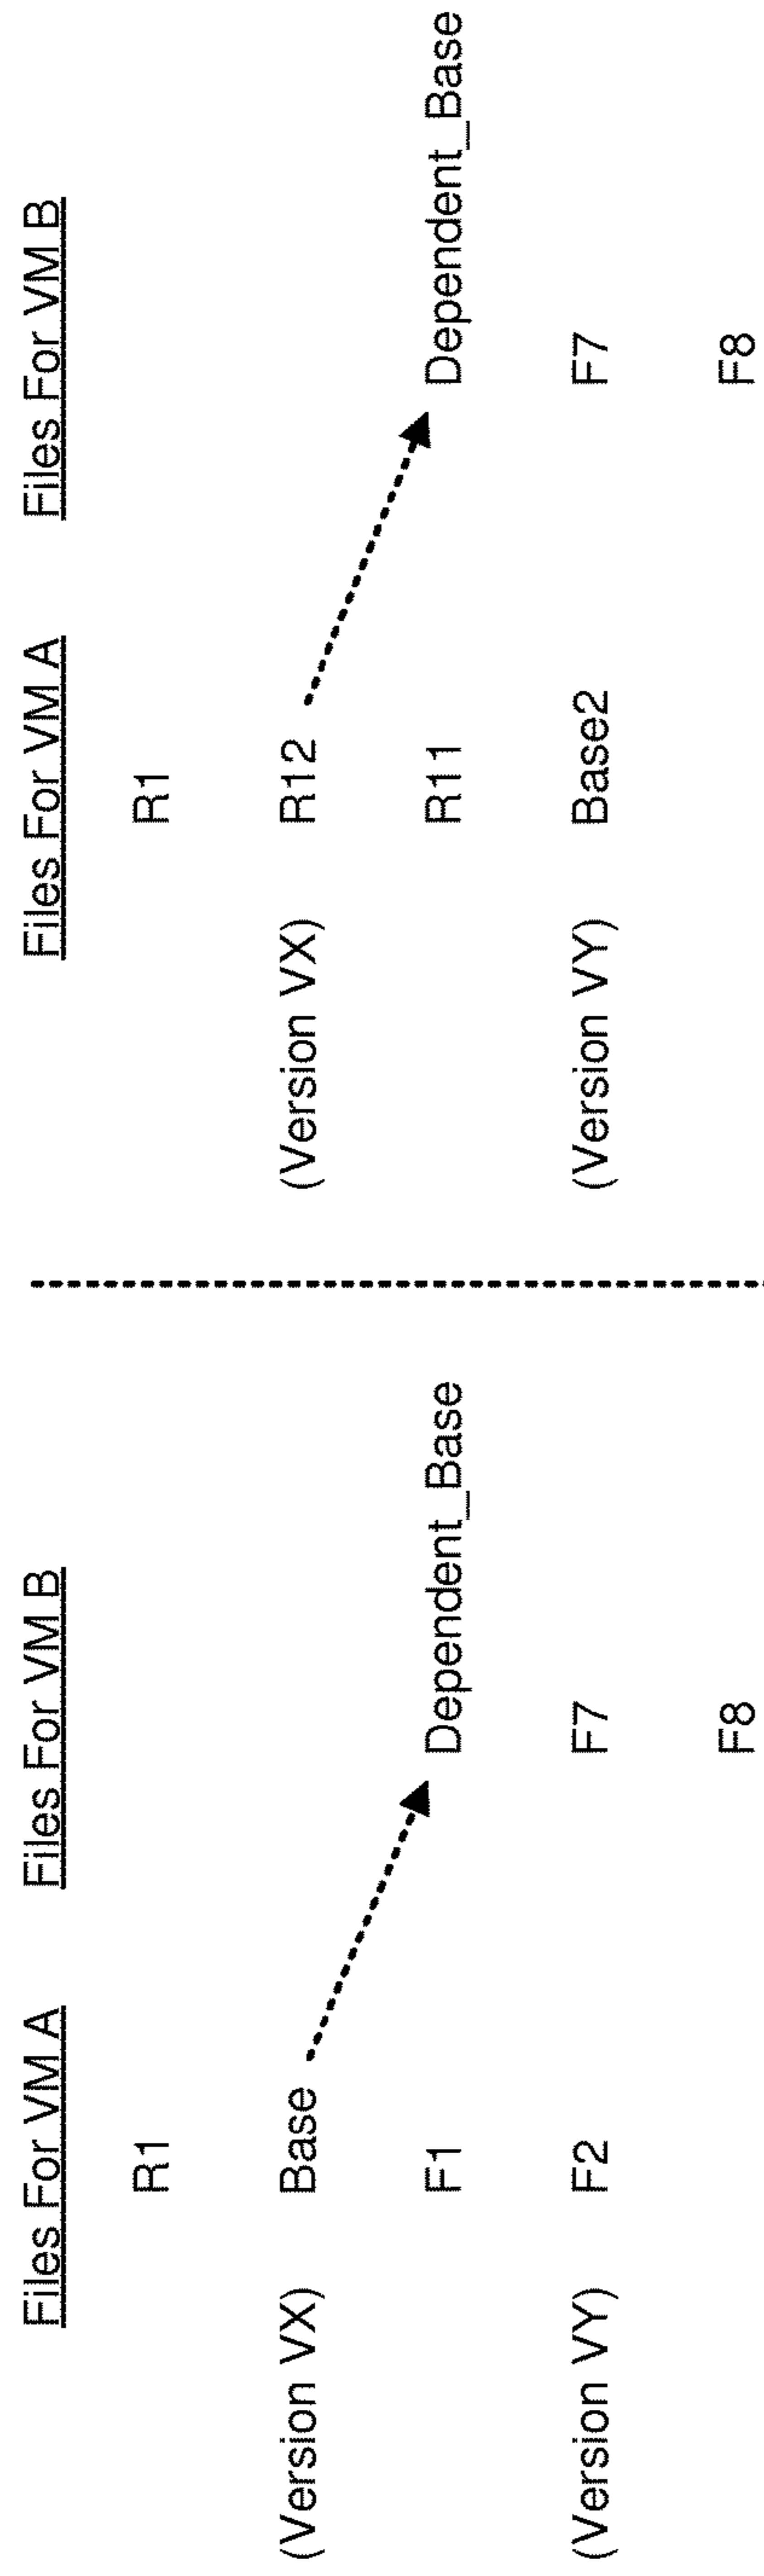 Files For VM A
Files For VM B
R1
(Version VX)
Base
F1
Dependent_Base
(Version VY)
F2
F7
F8
Files For VM A
Files For VM B
R1
(Version VX)
R12
R11
Dependent_Base
(Version VY)
Base2
F7
F8